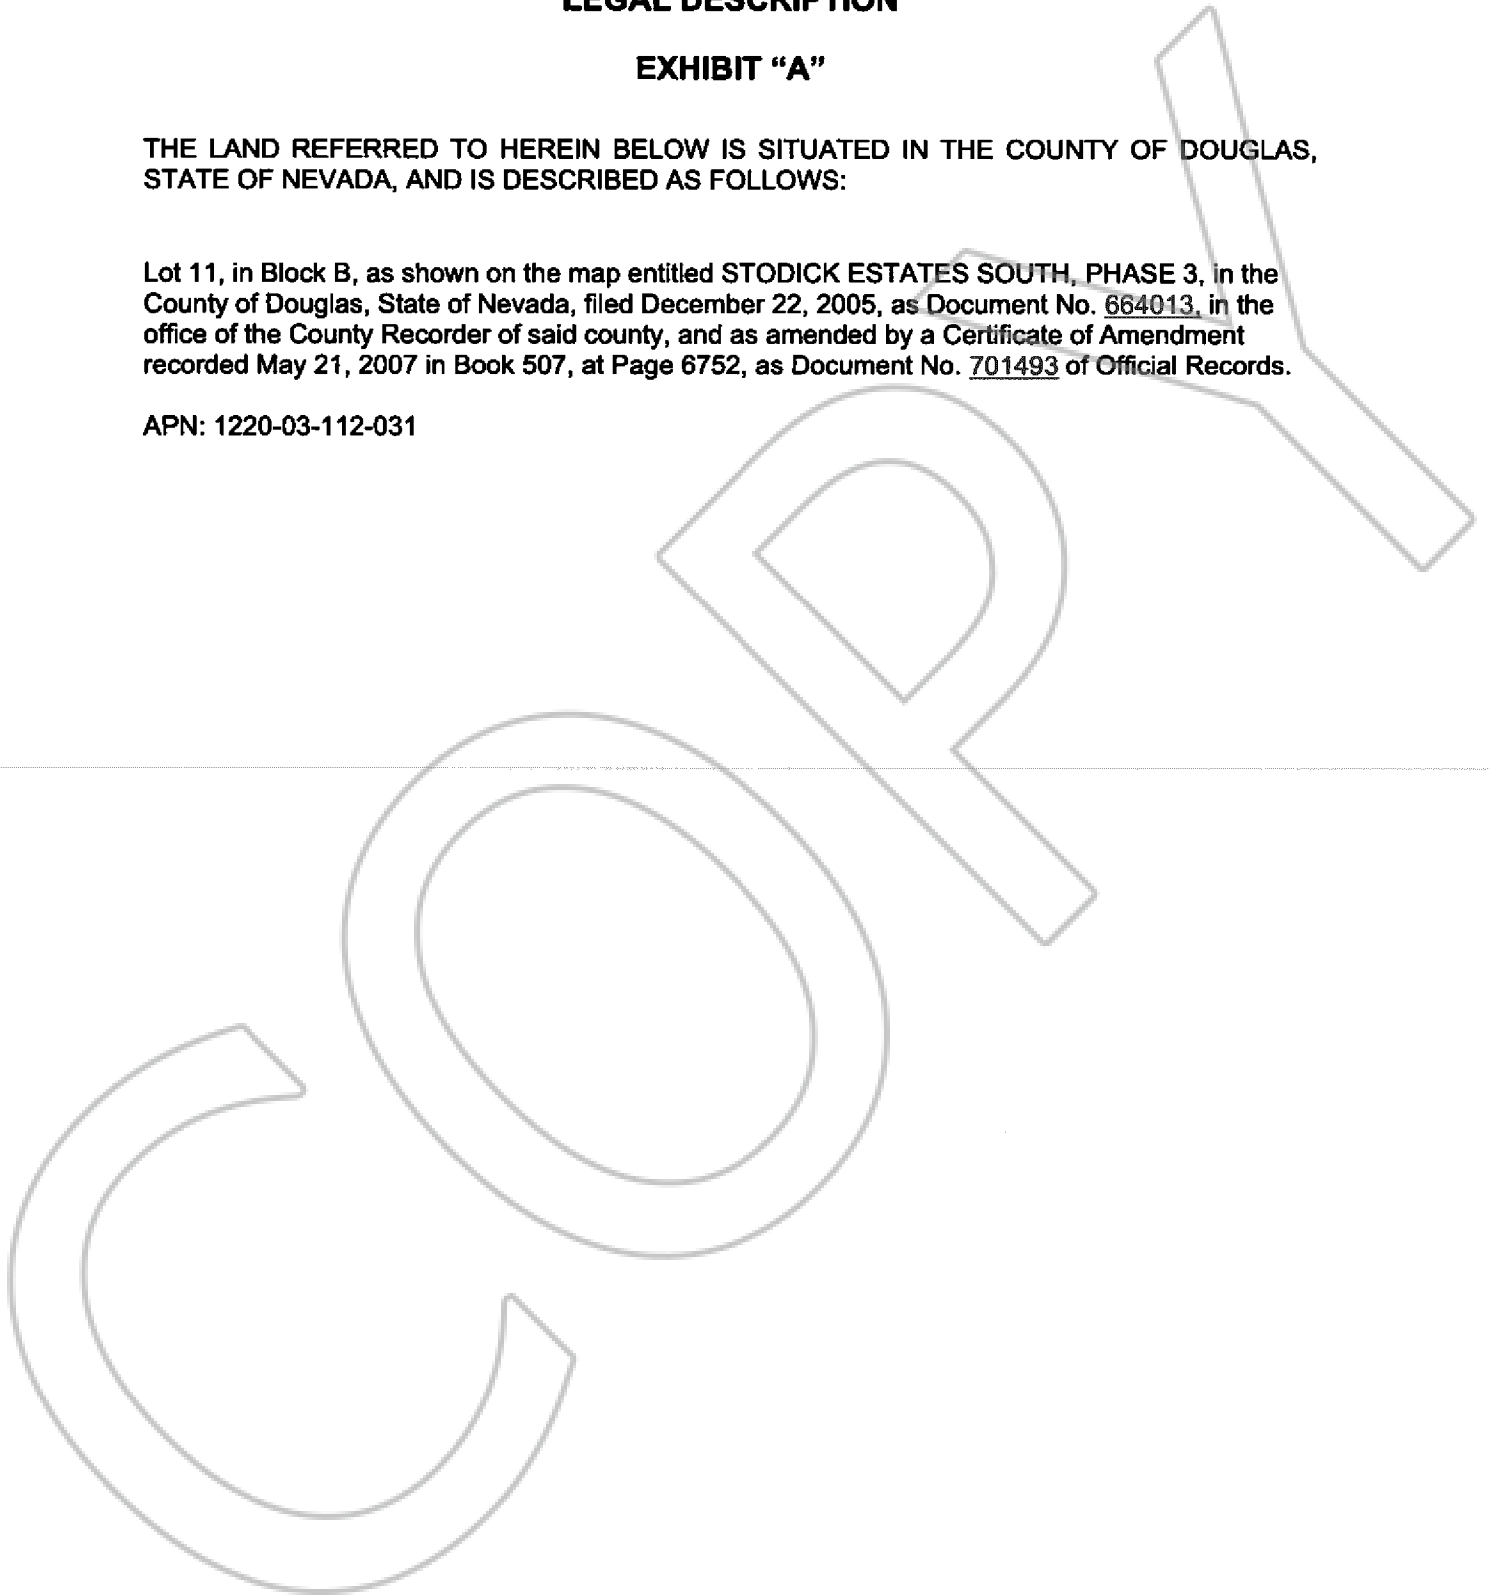 LEGAL DESCRIPTION
EXHIBIT “A”
THE LAND REFERRED TO HEREIN BELOW IS SITUATED IN THE COUNTY OF DOUGLAS,
STATE OF NEVADA, AND IS DESCRIBED AS FOLLOWS:
Lot 11, in Block B, as shown on the map entitled STODICK ESTATES SOUTH, PHASE 3, in the
County of Douglas, State of Nevada, filed December 22, 2005, as Document No. 664013, in the
office of the County Recorder of said county, and as amended by a Certificate of Amendment
recorded May 21, 2007 in Book 507, at Page 6752, as Document No. 701493 of Official Records.
APN: 1220-03-112-031
COPY